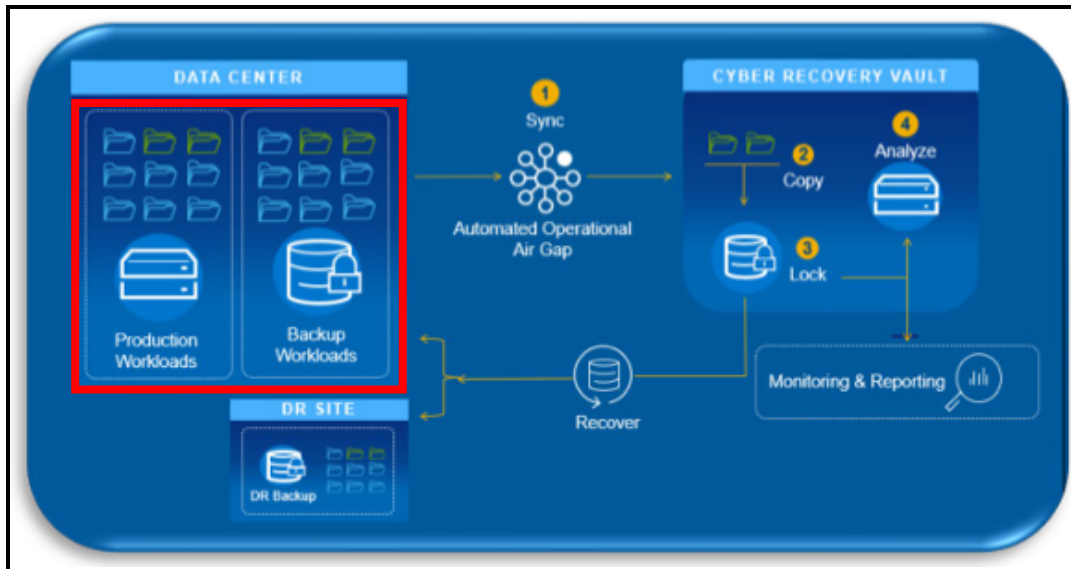 DATA CENTER
Production
Workloads
Backup
Workloads
1
Sync
Automated Operational
Air Gap
CYBER RECOVERY VAULT
2
Copy
3
Lock
4
Analyze
Monitoring & Reporting
Recover
DR SITE
DR Backup